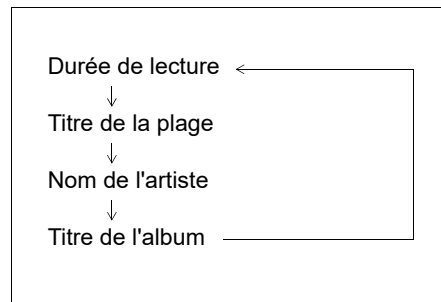 Durée de lecture
Titre de la plage
Nom de l'artiste
Titre de l'album